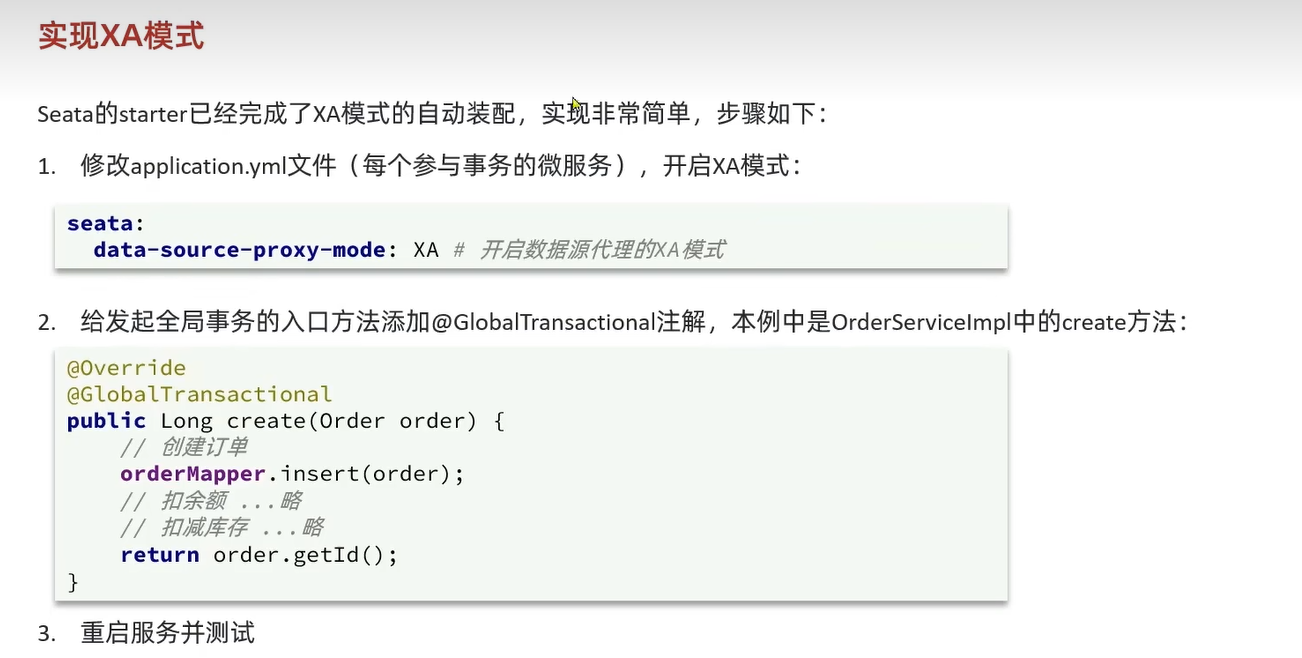 实现XA模式
Seata的starter已经完成了XA模式的自动装配，实现非常简单，步骤如下：
1. 修改application.yml文件（每个参与事务的微服务），开启XA模式：
seata:
  data-source-proxy-mode: XA # 开启数据源代理的XA模式
2. 给发起全局事务的入口方法添加@GlobalTransactional注解，本例中是OrderServiceImpl中的create方法：
@Override
@GlobalTransactional
public Long create(Order order) {
    // 创建订单
    orderMapper.insert(order);
    // 扣余额 ...略
    // 扣减库存 ...略
    return order.getId();
}
3. 重启服务并测试